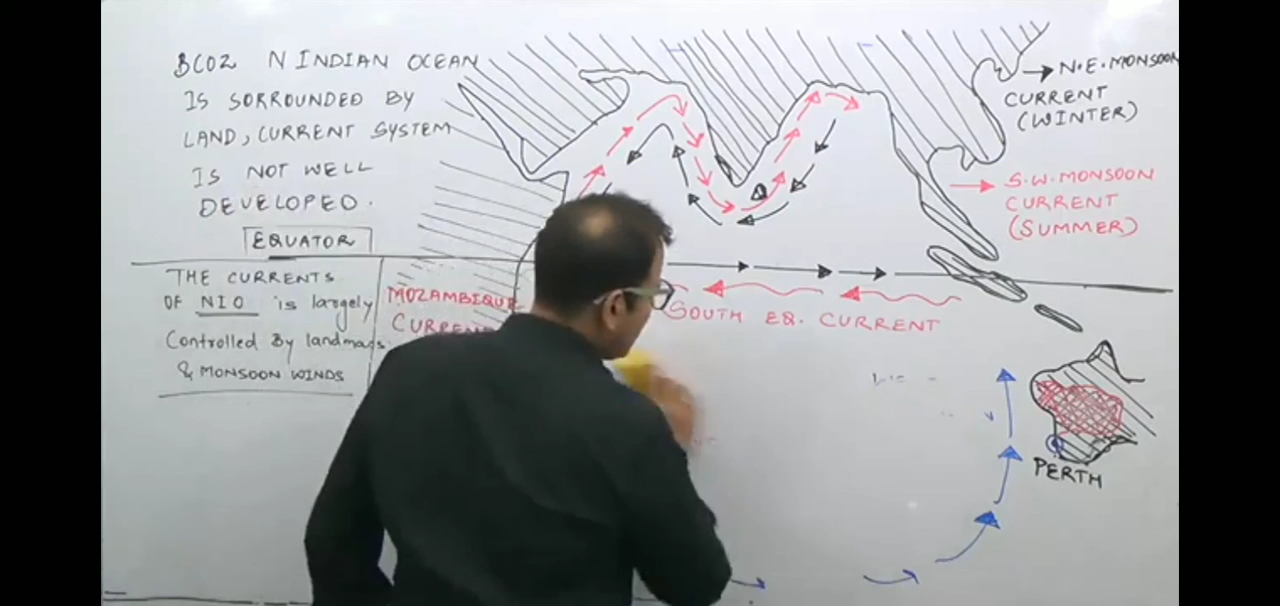 BCOZ N INDIAN OCEAN
IS SORROUNDED BY
LAND, CURRENT SYSTEM
IS NOT WELL
DEVELOPED.
EQUATOR
THE CURRENTS
OF NIO is largely
Controlled By landmass
& MONSOON WINDS
MOZAMBIQUE
N.E. MONSOON
CURRENT
(WINTER)
S.W. MONSOON
CURRENT
(SUMMER)
SOUTH EQ. CURRENT
PERTH